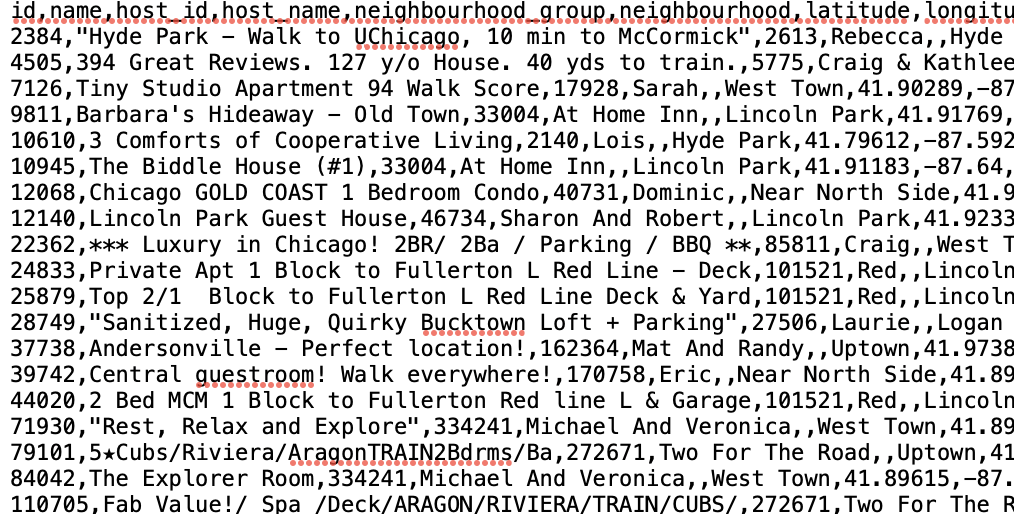 id,name,host_id,host_name,neighbourhood_group,neighbourhood,latitude,longitu
2384,"Hyde Park – Walk to UChicago, 10 min to McCormick",2613,Rebecca,,Hyde
4505,394 Great Reviews. 127 y/o House. 40 yds to train.,5775,Craig & Kathlee
7126,Tiny Studio Apartment 94 Walk Score,17928,Sarah,,West Town,41.90289,-87
9811,Barbara's Hideaway – Old Town,33004,At Home Inn,,Lincoln Park,41.91769,
10610,3 Comforts of Cooperative Living,2140,Lois,,Hyde Park,41.79612,-87.592
10945,The Biddle House (#1),33004,At Home Inn,,Lincoln Park,41.91183,-87.64,
12068,Chicago GOLD COAST 1 Bedroom Condo,40731,Dominic,,Near North Side,41.9
12140,Lincoln Park Guest House,46734,Sharon And Robert,,Lincoln Park,41.9233
22362,*** Luxury in Chicago! 2BR/ 2Ba / Parking / BBQ **,85811,Craig,,West T
24833,Private Apt 1 Block to Fullerton L Red Line – Deck,101521,Red,,Lincoln
25879,Top 2/1  Block to Fullerton L Red Line Deck & Yard,101521,Red,,Lincoln
28749,"Sanitized, Huge, Quirky Bucktown Loft + Parking",27506,Laurie,,Logan
37738,Andersonville – Perfect location!,162364,Mat And Randy,,Uptown,41.9738
39742,Central guestroom! Walk everywhere!,170758,Eric,,Near North Side,41.89
44020,2 Bed MCM 1 Block to Fullerton Red line L & Garage,101521,Red,,Lincoln
71930,"Rest, Relax and Explore",334241,Michael And Veronica,,West Town,41.89
79101,5★Cubs/Riviera/AragonTRAIN2Bdrms/Ba,272671,Two For The Road,,Uptown,41
84042,The Explorer Room,334241,Michael And Veronica,,West Town,41.89615,-87.
110705,Fab Value!/ Spa /Deck/ARAGON/RIVIERA/TRAIN/CUBS/,272671,Two For The R